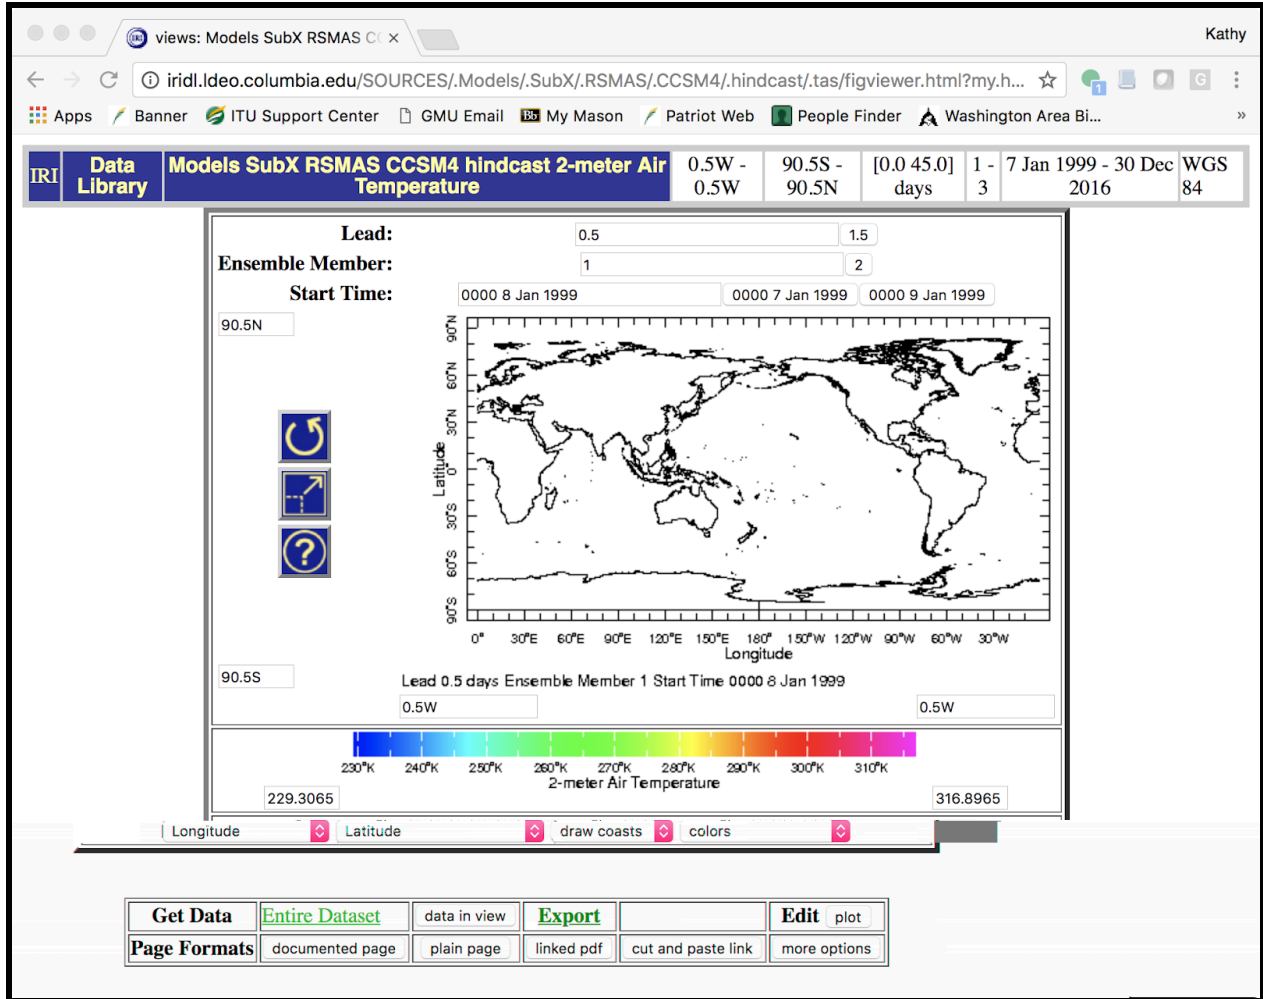 views: Models SubX RSMAS CC
Kathy
iridl.ldeo.columbia.edu/SOURCES/.Models/.SubX/.RSMAS/.CCSM4/.hindcast/.tas/figviewer.html?my.h...
1
G
Apps Banner ITU Support Center GMU Email Bb My Mason Patriot Web People Finder Washington Area Bi... »
IRI
Data Library
Models SubX RSMAS CCSM4 hindcast 2-meter Air Temperature
0.5W - 0.5W
90.5S - 90.5N
[0.0 45.0] days
1 - 3
7 Jan 1999 - 30 Dec 2016
WGS 84
Lead: 0.5 1.5
Ensemble Member: 1 2
Start Time: 0000 8 Jan 1999 0000 7 Jan 1999 0000 9 Jan 1999
90.5N
90°N
60°N
30°N
0°
30°S
60°S
90°S
Latitude
0° 30°E 60°E 90°E 120°E 150°E 180° 150°W 120°W 90°W 60°W 30°W
Longitude
90.5S
Lead 0.5 days Ensemble Member 1 Start Time 0000 8 Jan 1999
0.5W 0.5W
230°K 240°K 250°K 260°K 270°K 280°K 290°K 300°K 310°K
2-meter Air Temperature
229.3065 316.8965
Longitude Latitude draw coasts colors
Get Data Entire Dataset data in view Export Edit plot
Page Formats documented page plain page linked pdf cut and paste link more options